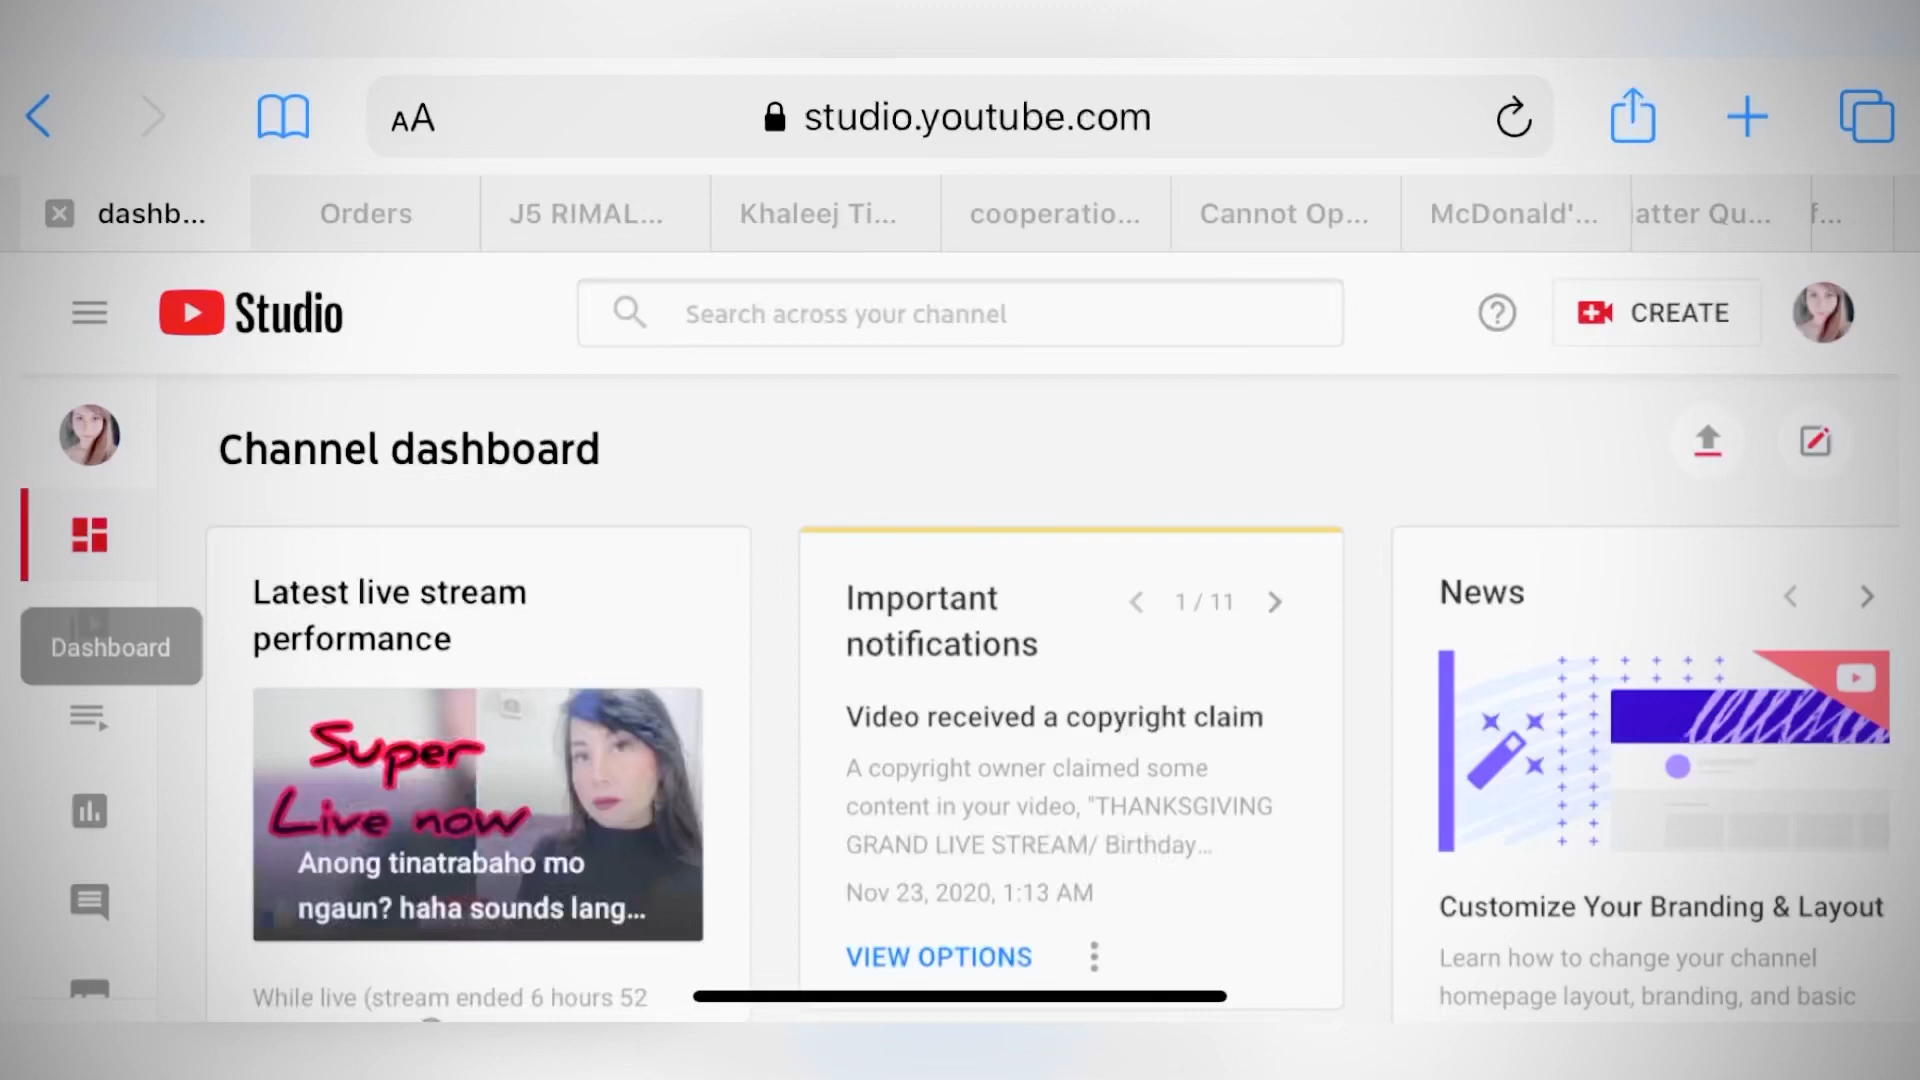 AA
studio.youtube.com
dashb...
Orders
J5 RIMAL...
Khaleej Ti...
cooperatio...
Cannot Op...
McDonald'...
atter Qu...
f...
Studio
Search across your channel
CREATE
Channel dashboard
Dashboard
Latest live stream
performance
Super
Live now
Anong tinatrabaho mo
ngaun? haha sounds lang...
While live (stream ended 6 hours 52
Important
notifications
1 / 11
Video received a copyright claim
A copyright owner claimed some
content in your video, "THANKSGIVING
GRAND LIVE STREAM/ Birthday...
Nov 23, 2020, 1:13 AM
VIEW OPTIONS
News
Customize Your Branding & Layout
Learn how to change your channel
homepage layout, branding, and basic